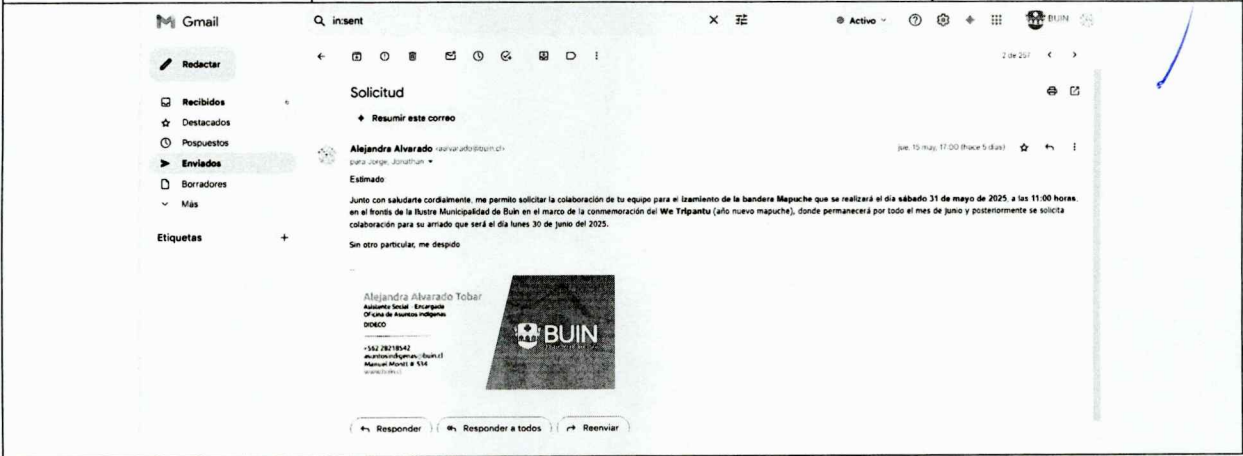 Gmail
in:sent
Activo
BUIN
Redactar
2 de 257
Recibidos
Destacados
Pospuestos
Enviados
Borradores
Más
Etiquetas
Solicitud
Resumir este correo
Alejandra Alvarado <aalvarado@buin.cl>
jue, 15 may, 17:00 (hace 5 días)
para Jorge, Jonathan
Estimado
Junto con saludarte cordialmente, me permito solicitar la colaboración de tu equipo para el Izamiento de la bandera Mapuche que se realizará el día sábado 31 de mayo de 2025, a las 11:00 horas,
en el frontis de la Ilustre Municipalidad de Buin en el marco de la conmemoración del We Tripantu (año nuevo mapuche), donde permanecerá por todo el mes de junio y posteriormente se solicita
colaboración para su arriado que será el día lunes 30 de junio del 2025.
Sin otro particular, me despido
Alejandra Alvarado Tobar
Asistente Social - Encargada
Oficina de Asuntos Indígenas
DIDECO
+562 28218542
asuntosindigenas@buin.cl
Manuel Montt # 534
BUIN
Responder
Responder a todos
Reenviar